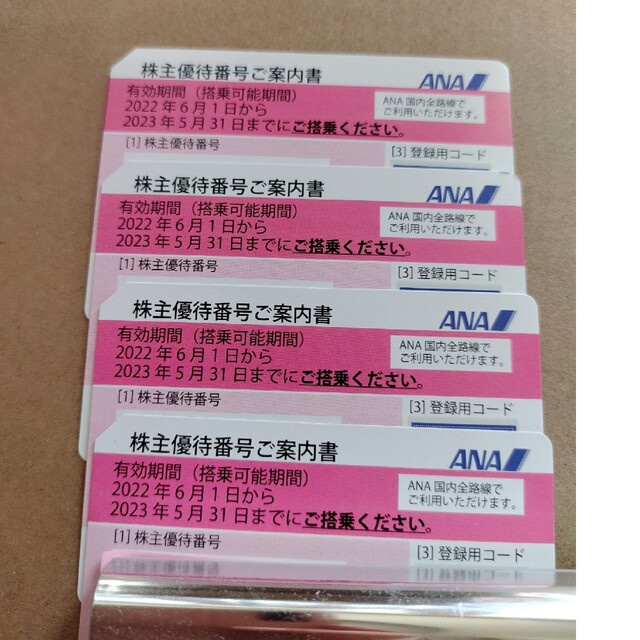 株主優待番号ご案内書
ANA
有効期間（搭乗可能期間）
2022年6月1日から
2023年5月31日までにご搭乗ください。
ANA国内全路線で
ご利用いただけます。
[1] 株主優待番号
[3] 登録用コード
株主優待番号ご案内書
ANA
有効期間（搭乗可能期間）
2022年6月1日から
2023年5月31日までにご搭乗ください。
ANA国内全路線で
ご利用いただけます。
[1] 株主優待番号
[3] 登録用コード
株主優待番号ご案内書
ANA
有効期間（搭乗可能期間）
2022年6月1日から
2023年5月31日までにご搭乗ください。
ANA国内全路線で
ご利用いただけます。
[1] 株主優待番号
[3] 登録用コード
株主優待番号ご案内書
ANA
有効期間（搭乗可能期間）
2022年6月1日から
2023年5月31日までにご搭乗ください。
ANA国内全路線で
ご利用いただけます。
[1] 株主優待番号
[3] 登録用コード